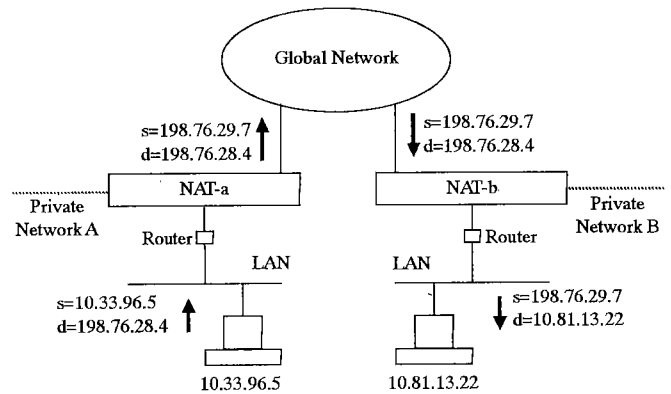 Global Network
s=198.76.29.7
d=198.76.28.4
s=198.76.29.7
d=198.76.28.4
NAT-a
NAT-b
Private
Network A
Private
Network B
Router
Router
LAN
LAN
s=10.33.96.5
d=198.76.28.4
s=198.76.29.7
d=10.81.13.22
10.33.96.5
10.81.13.22